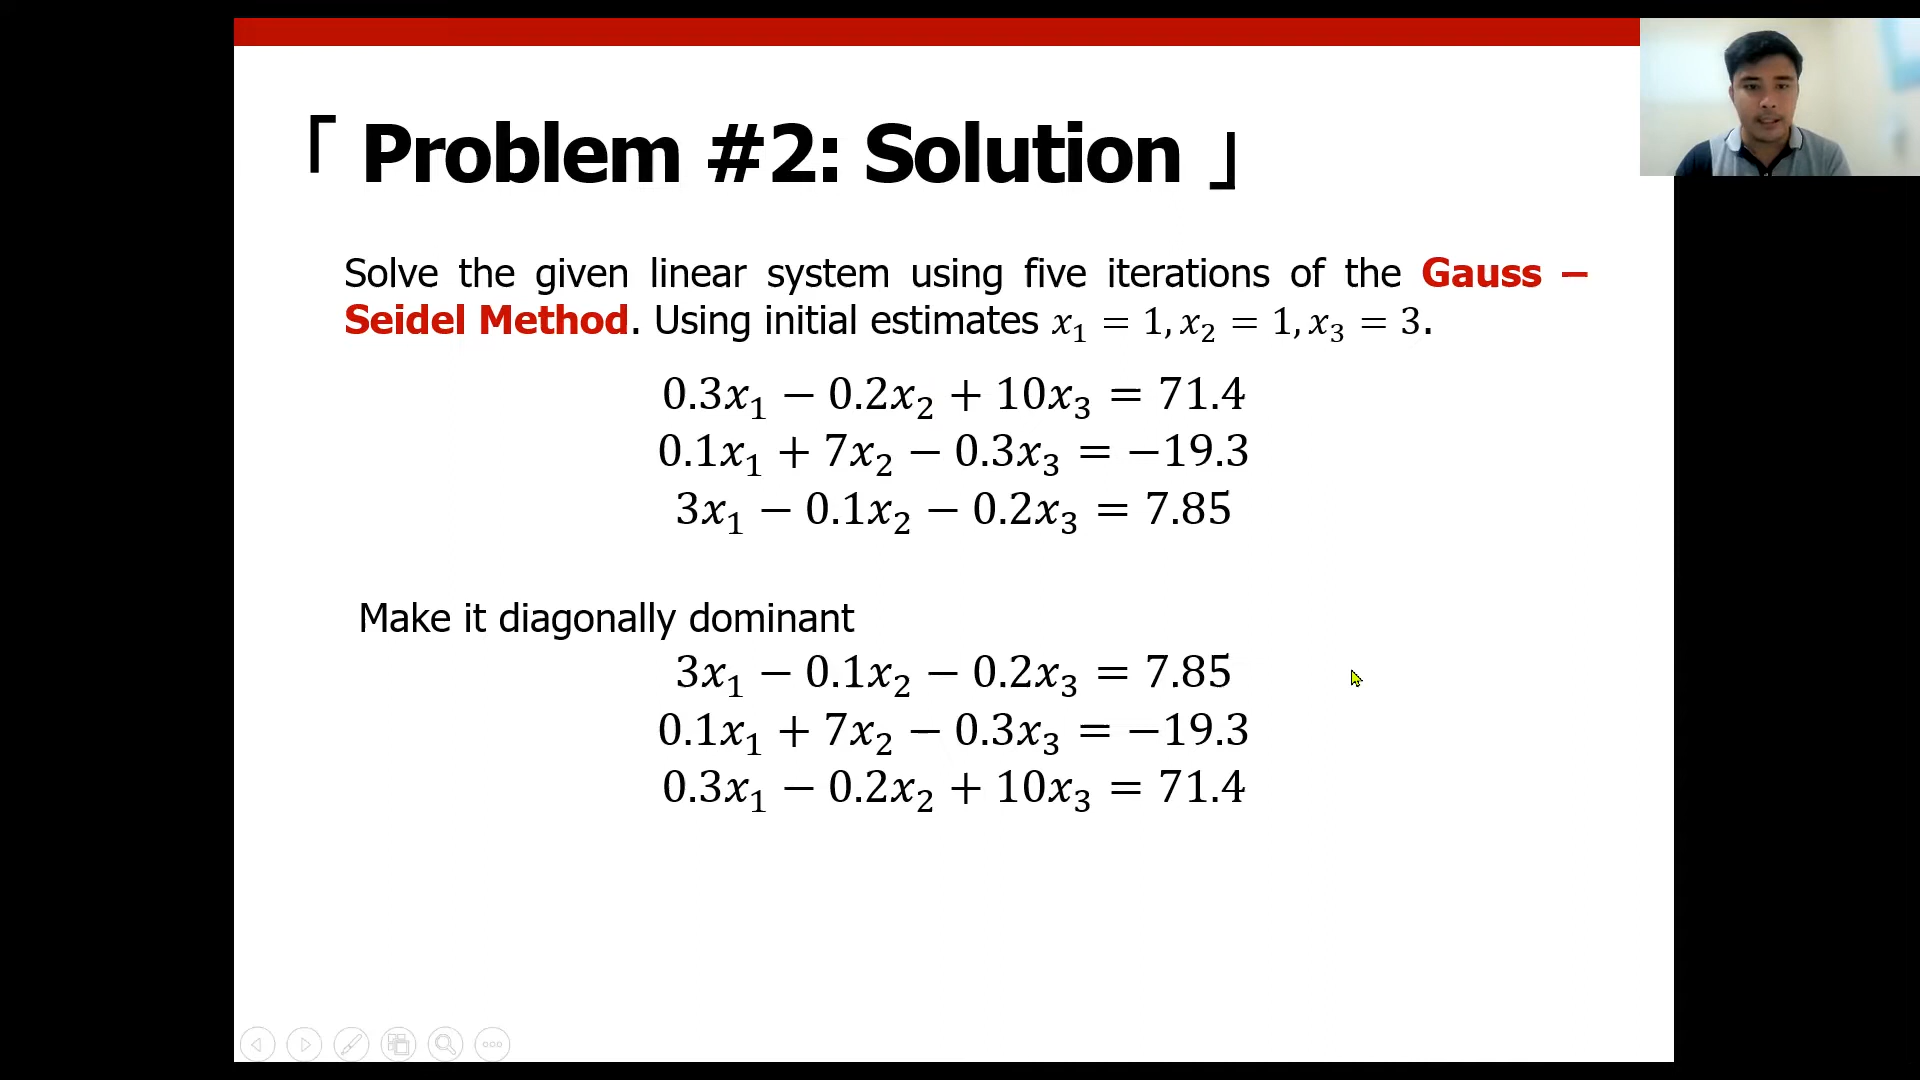 「 Problem #2: Solution 」
Solve the given linear system using five iterations of the Gauss –
Seidel Method. Using initial estimates x₁ = 1, x₂ = 1, x₃ = 3.
0.3x₁ − 0.2x₂ + 10x₃ = 71.4
0.1x₁ + 7x₂ − 0.3x₃ = −19.3
3x₁ − 0.1x₂ − 0.2x₃ = 7.85
Make it diagonally dominant
3x₁ − 0.1x₂ − 0.2x₃ = 7.85
0.1x₁ + 7x₂ − 0.3x₃ = −19.3
0.3x₁ − 0.2x₂ + 10x₃ = 71.4